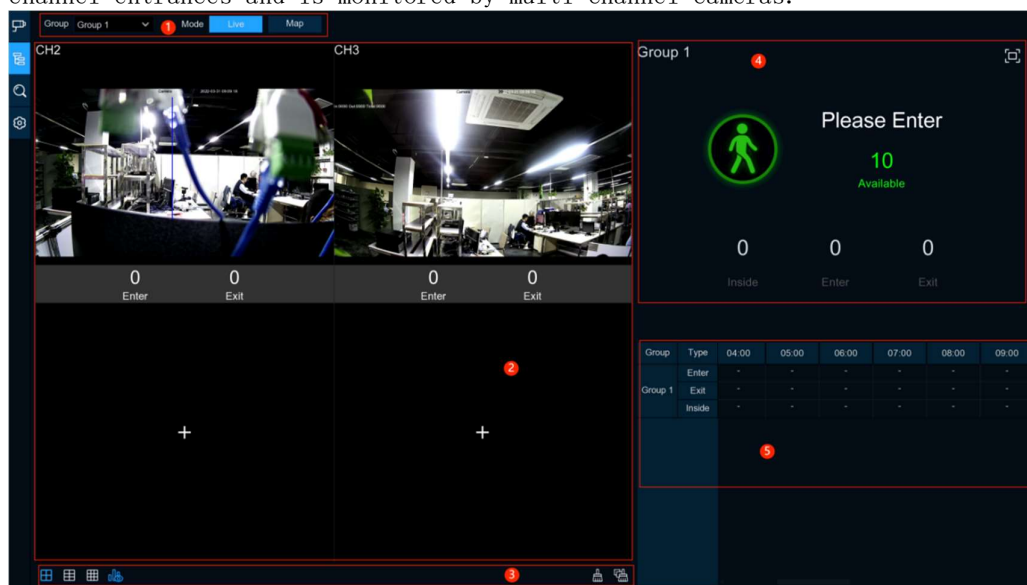 channel entrances and is monitored by multi-channel cameras.
Group Group 1 1 Mode Live Map
CH2
CH3
Group 1
4
Camera
Camera
Please Enter
10
Available
0 0
Enter Exit
0 0
Enter Exit
0 0 0
Inside Enter Exit
2
Group Type 04:00 05:00 06:00 07:00 08:00 09:00
Group 1
Enter - - - - - -
Exit - - - - - -
Inside - - - - - -
+ +
5
3